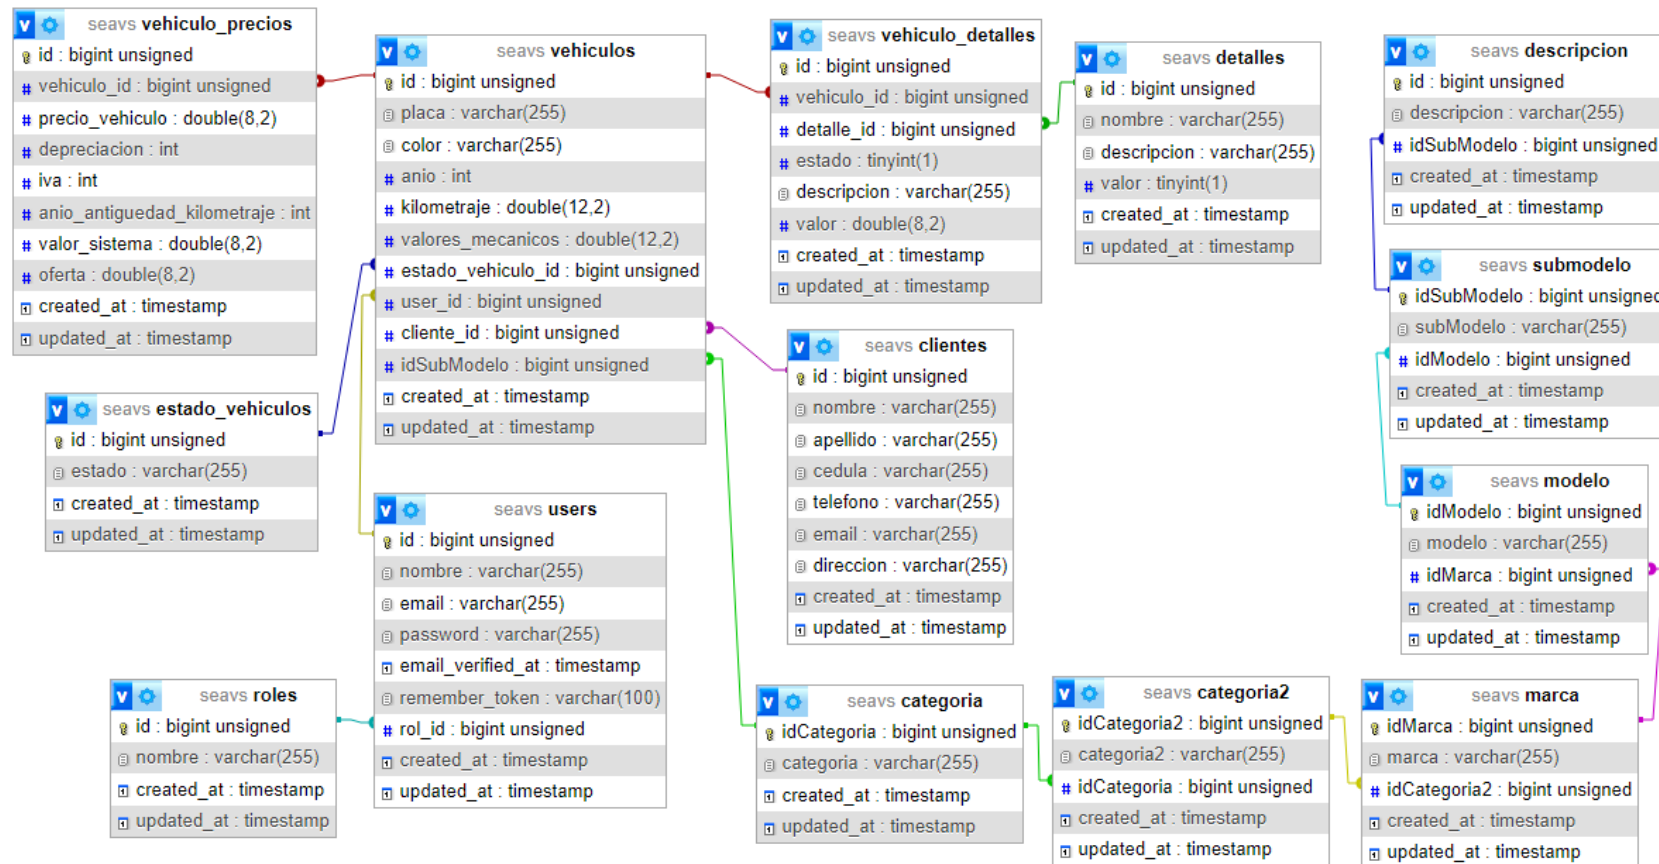 seavs vehiculo_precios
id : bigint unsigned
vehiculo_id : bigint unsigned
precio_vehiculo : double(8,2)
depreciacion : int
iva : int
anio_antiguedad_kilometraje : int
valor_sistema : double(8,2)
oferta : double(8,2)
created_at : timestamp
updated_at : timestamp
seavs estado_vehiculos
id : bigint unsigned
estado : varchar(255)
created_at : timestamp
updated_at : timestamp
seavs roles
id : bigint unsigned
nombre : varchar(255)
created_at : timestamp
updated_at : timestamp
seavs vehiculos
id : bigint unsigned
placa : varchar(255)
color : varchar(255)
anio : int
kilometraje : double(12,2)
valores_mecanicos : double(12,2)
estado_vehiculo_id : bigint unsigned
user_id : bigint unsigned
cliente_id : bigint unsigned
idSubModelo : bigint unsigned
created_at : timestamp
updated_at : timestamp
seavs users
id : bigint unsigned
nombre : varchar(255)
email : varchar(255)
password : varchar(255)
email_verified_at : timestamp
remember_token : varchar(100)
rol_id : bigint unsigned
created_at : timestamp
updated_at : timestamp
seavs vehiculo_detalles
id : bigint unsigned
vehiculo_id : bigint unsigned
detalle_id : bigint unsigned
estado : tinyint(1)
descripcion : varchar(255)
valor : double(8,2)
created_at : timestamp
updated_at : timestamp
seavs clientes
id : bigint unsigned
nombre : varchar(255)
apellido : varchar(255)
cedula : varchar(255)
telefono : varchar(255)
email : varchar(255)
direccion : varchar(255)
created_at : timestamp
updated_at : timestamp
seavs categoria
idCategoria : bigint unsigned
categoria : varchar(255)
created_at : timestamp
updated_at : timestamp
seavs detalles
id : bigint unsigned
nombre : varchar(255)
descripcion : varchar(255)
valor : tinyint(1)
created_at : timestamp
updated_at : timestamp
seavs categoria2
idCategoria2 : bigint unsigned
categoria2 : varchar(255)
idCategoria : bigint unsigned
created_at : timestamp
updated_at : timestamp
seavs descripcion
id : bigint unsigned
descripcion : varchar(255)
idSubModelo : bigint unsigned
created_at : timestamp
updated_at : timestamp
seavs submodelo
idSubModelo : bigint unsigned
subModelo : varchar(255)
idModelo : bigint unsigned
created_at : timestamp
updated_at : timestamp
seavs modelo
idModelo : bigint unsigned
modelo : varchar(255)
idMarca : bigint unsigned
created_at : timestamp
updated_at : timestamp
seavs marca
idMarca : bigint unsigned
marca : varchar(255)
idCategoria2 : bigint unsigned
created_at : timestamp
updated_at : timestamp